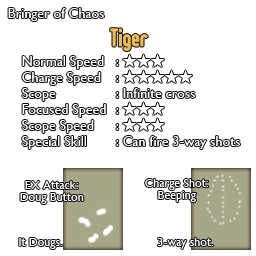 Bringer of Chaos
Tiger
Normal Speed : ☆☆☆
Charge Speed : ☆☆☆☆☆
Scope : Infinite cross
Focused Speed : ☆☆☆
Scope Speed : ☆☆☆
Special Skill : Can fire 3-way shots
EX Attack:
Doug Button
It Dougs.
Charge Shot:
Beeping
3-way shot.